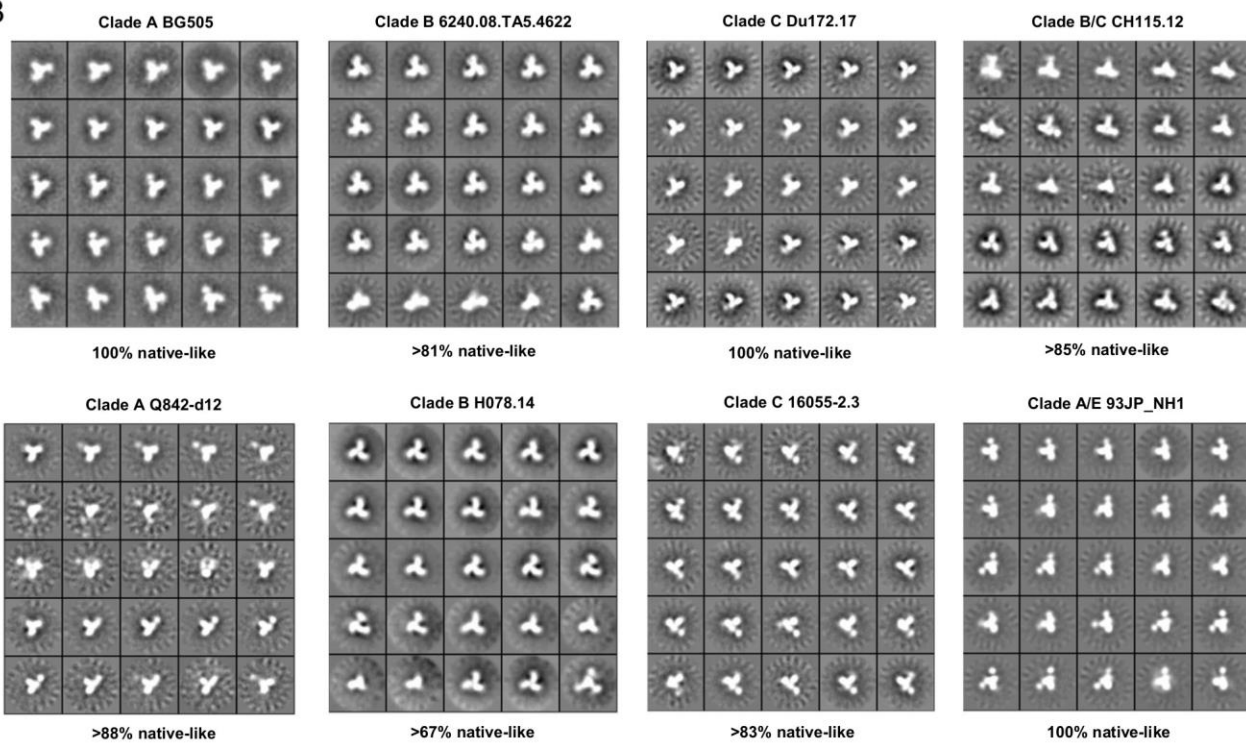 B
Clade A BG505 Clade B 6240.08.TA5.4622 Clade C Du172.17 Clade B/C CH115.12
100% native-like >81% native-like 100% native-like >85% native-like
Clade A Q842-d12 Clade B H078.14 Clade C 16055-2.3 Clade A/E 93JP_NH1
>88% native-like >67% native-like >83% native-like 100% native-like